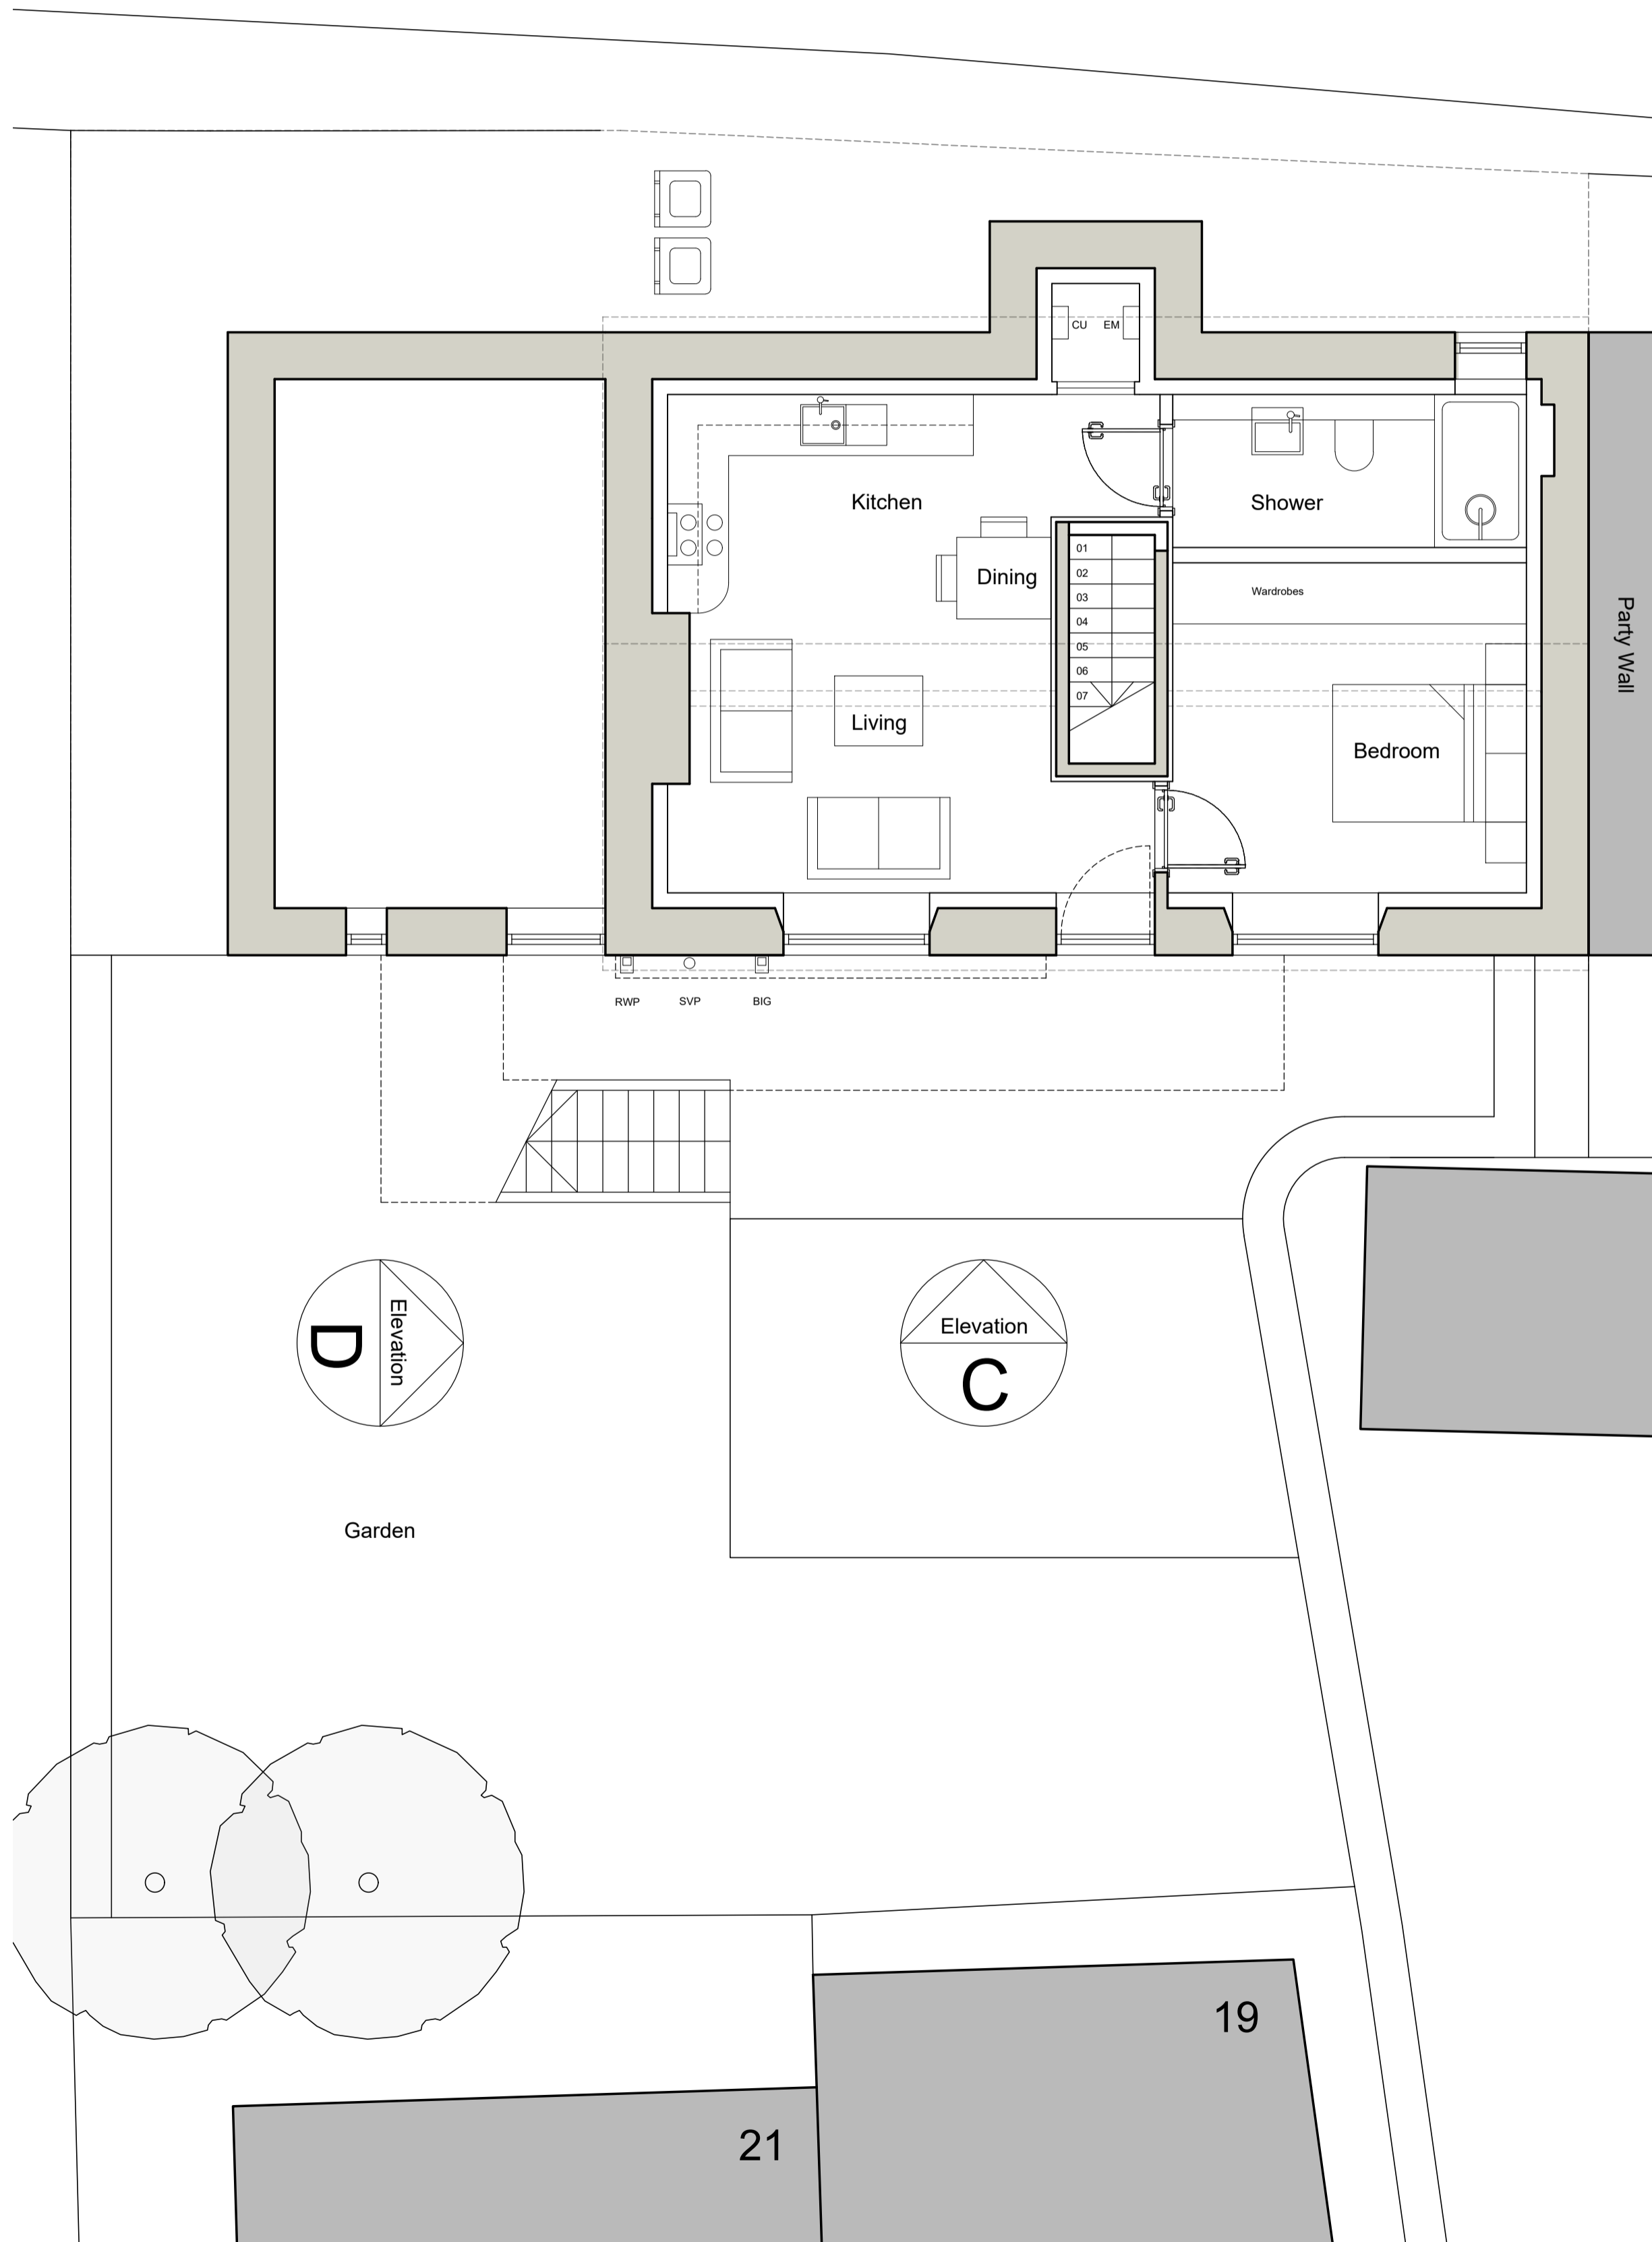 CU EM
Kitchen
Shower
01
Dining
02
Wardrobes
03
04
05
06
07
Party Wall
Living
Bedroom
RWP SVP BIG
Elevation
D
Elevation
C
Garden
19
21